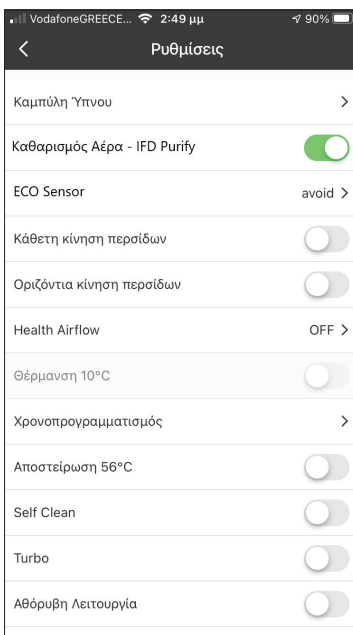 VodafoneGREECE... 2:49 μμ 90%
Ρυθμίσεις
Καμπύλη Ύπνου
Καθαρισμός Αέρα - IFD Purify
ECO Sensor avoid
Κάθετη κίνηση περσίδων
Οριζόντια κίνηση περσίδων
Health Airflow OFF
Θέρμανση 10°C
Χρονοπρογραμματισμός
Αποστείρωση 56°C
Self Clean
Turbo
Αθόρυβη Λειτουργία